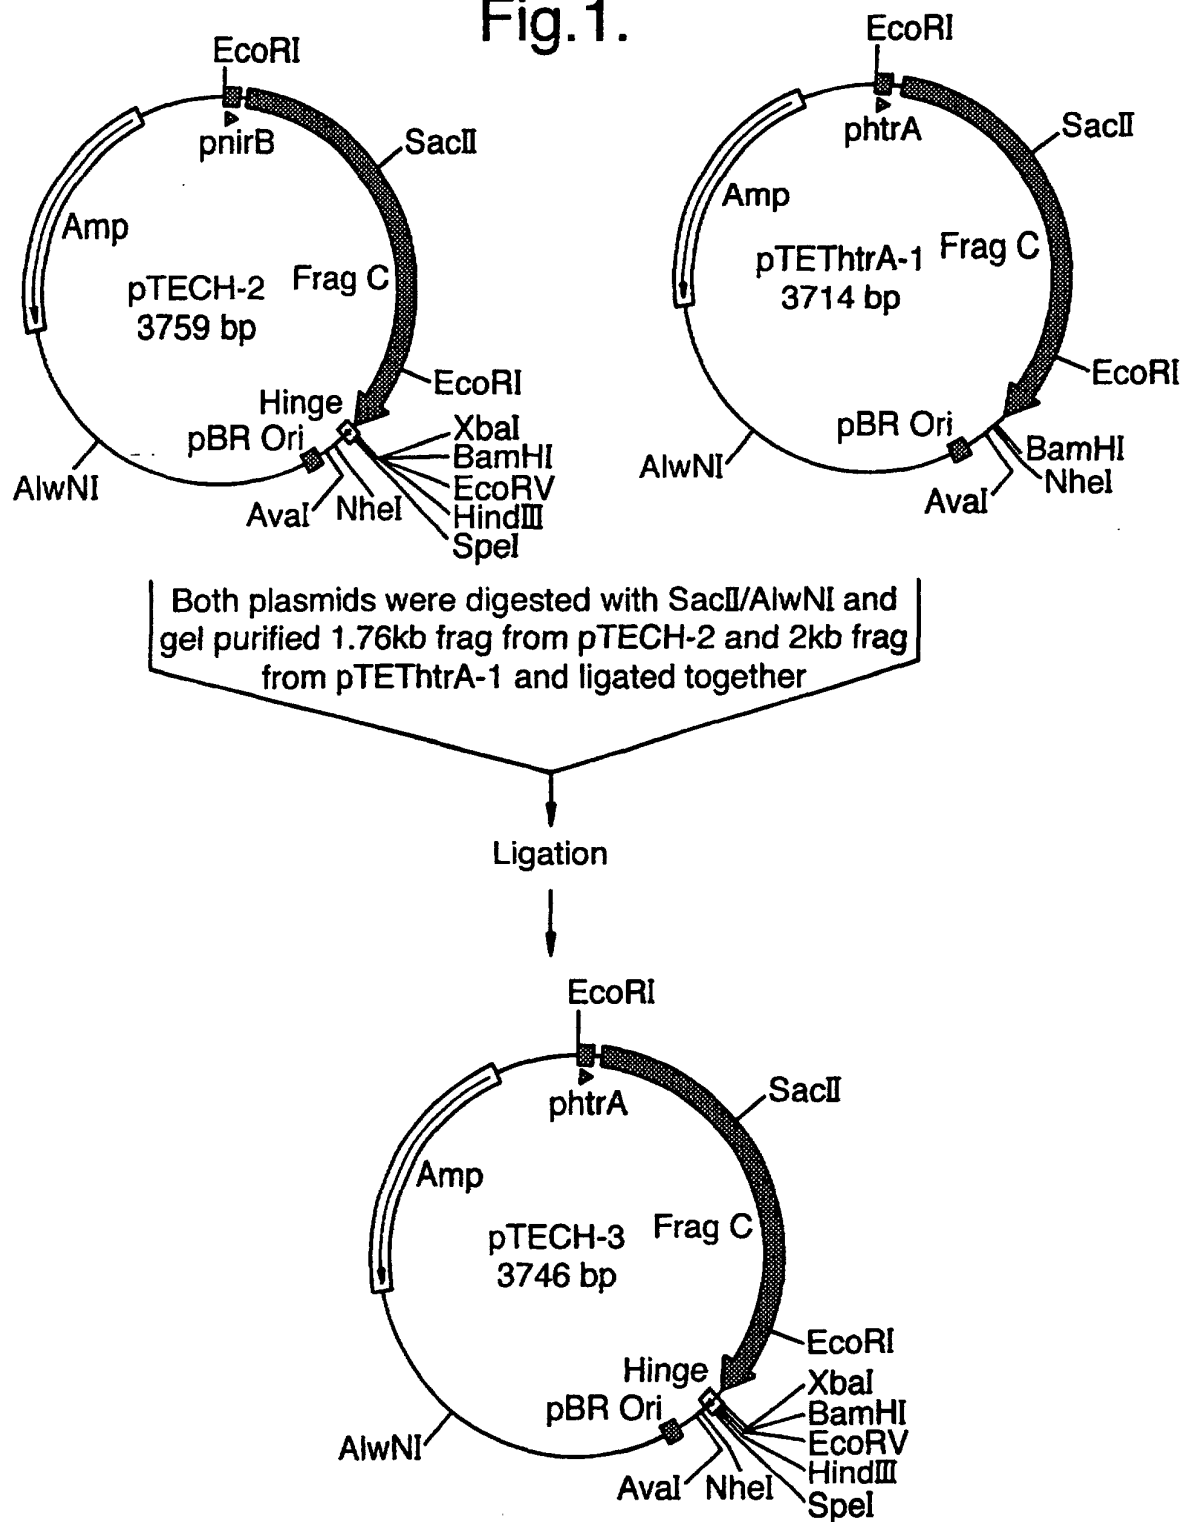 Fig.1.
EcoRI
pnirB
SacII
Amp
pTECH-2
3759 bp
Frag C
EcoRI
Hinge
pBR Ori
XbaI
BamHI
EcoRV
HindIII
SpeI
NheI
AvaI
AlwNI
EcoRI
phtrA
SacII
Amp
pTEThtrA-1
3714 bp
Frag C
EcoRI
pBR Ori
BamHI
NheI
AvaI
AlwNI
Both plasmids were digested with SacII/AlwNI and
gel purified 1.76kb frag from pTECH-2 and 2kb frag
from pTEThtrA-1 and ligated together
Ligation
EcoRI
phtrA
SacII
Amp
pTECH-3
3746 bp
Frag C
EcoRI
Hinge
pBR Ori
XbaI
BamHI
EcoRV
HindIII
SpeI
NheI
AvaI
AlwNI